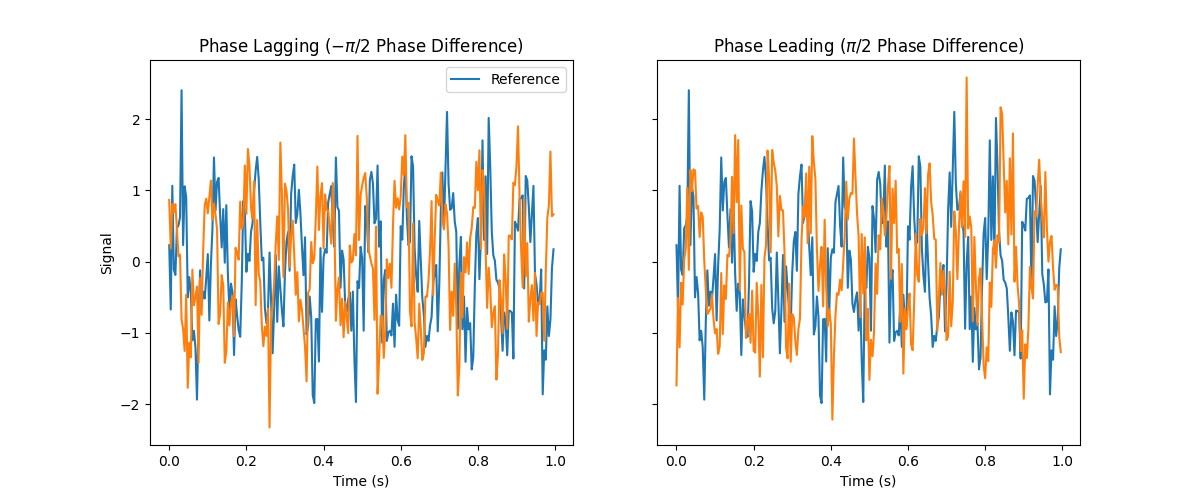 Phase Lagging (−π/2 Phase Difference)
Phase Leading (π/2 Phase Difference)
Reference
Signal
2
1
0
−1
−2
0.0 0.2 0.4 0.6 0.8 1.0
0.0 0.2 0.4 0.6 0.8 1.0
Time (s)
Time (s)